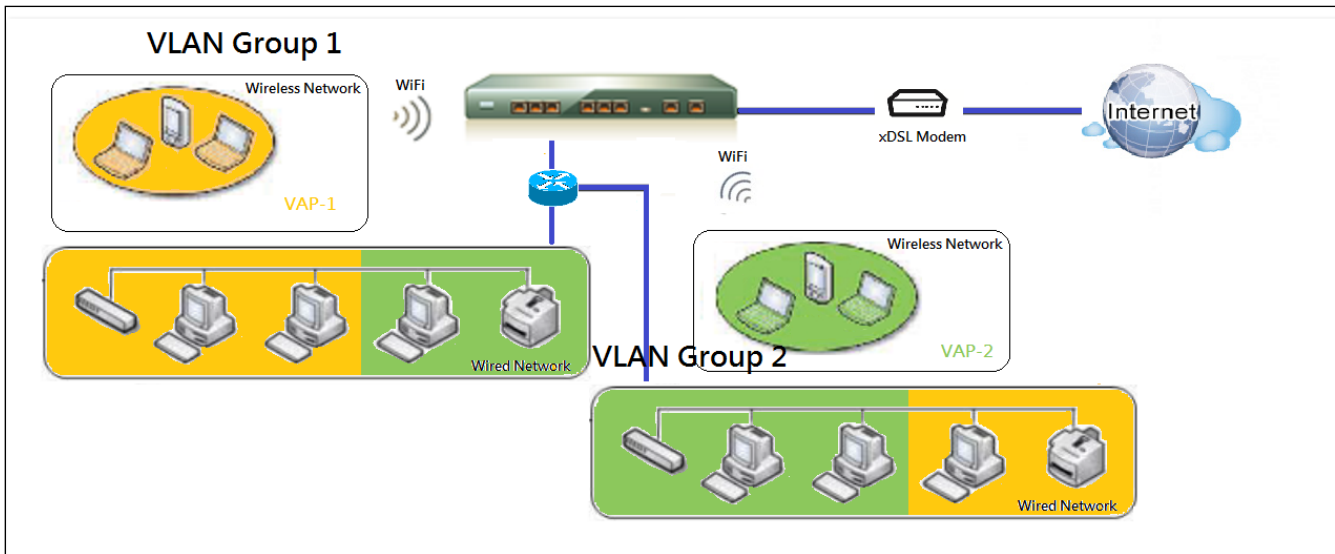 VLAN Group 1
Wireless Network
WiFi
VAP-1
xDSL Modem
Internet
WiFi
Wireless Network
VAP-2
Wired Network
VLAN Group 2
Wired Network